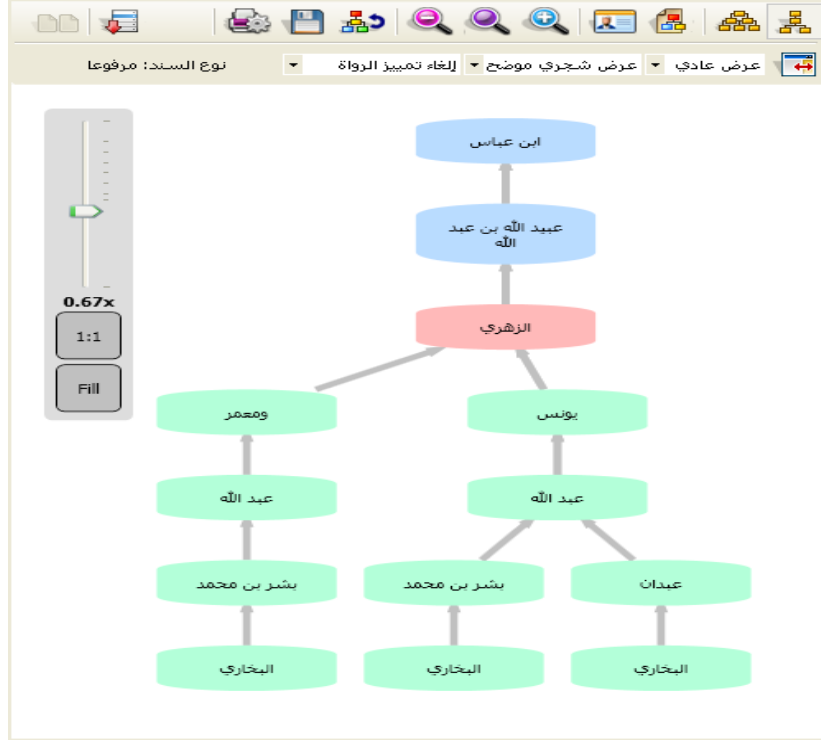 عرض عادي عرض شجري موضح إلغاء تمييز الرواة نوع السند: مرفوعا
ابن عباس
عبيد الله بن عبد
الله
الزهري
0.67x
1:1
Fill
يونس
ومعمر
عبد الله
عبد الله
عبدان
بشر بن محمد
بشر بن محمد
البخاري
البخاري
البخاري